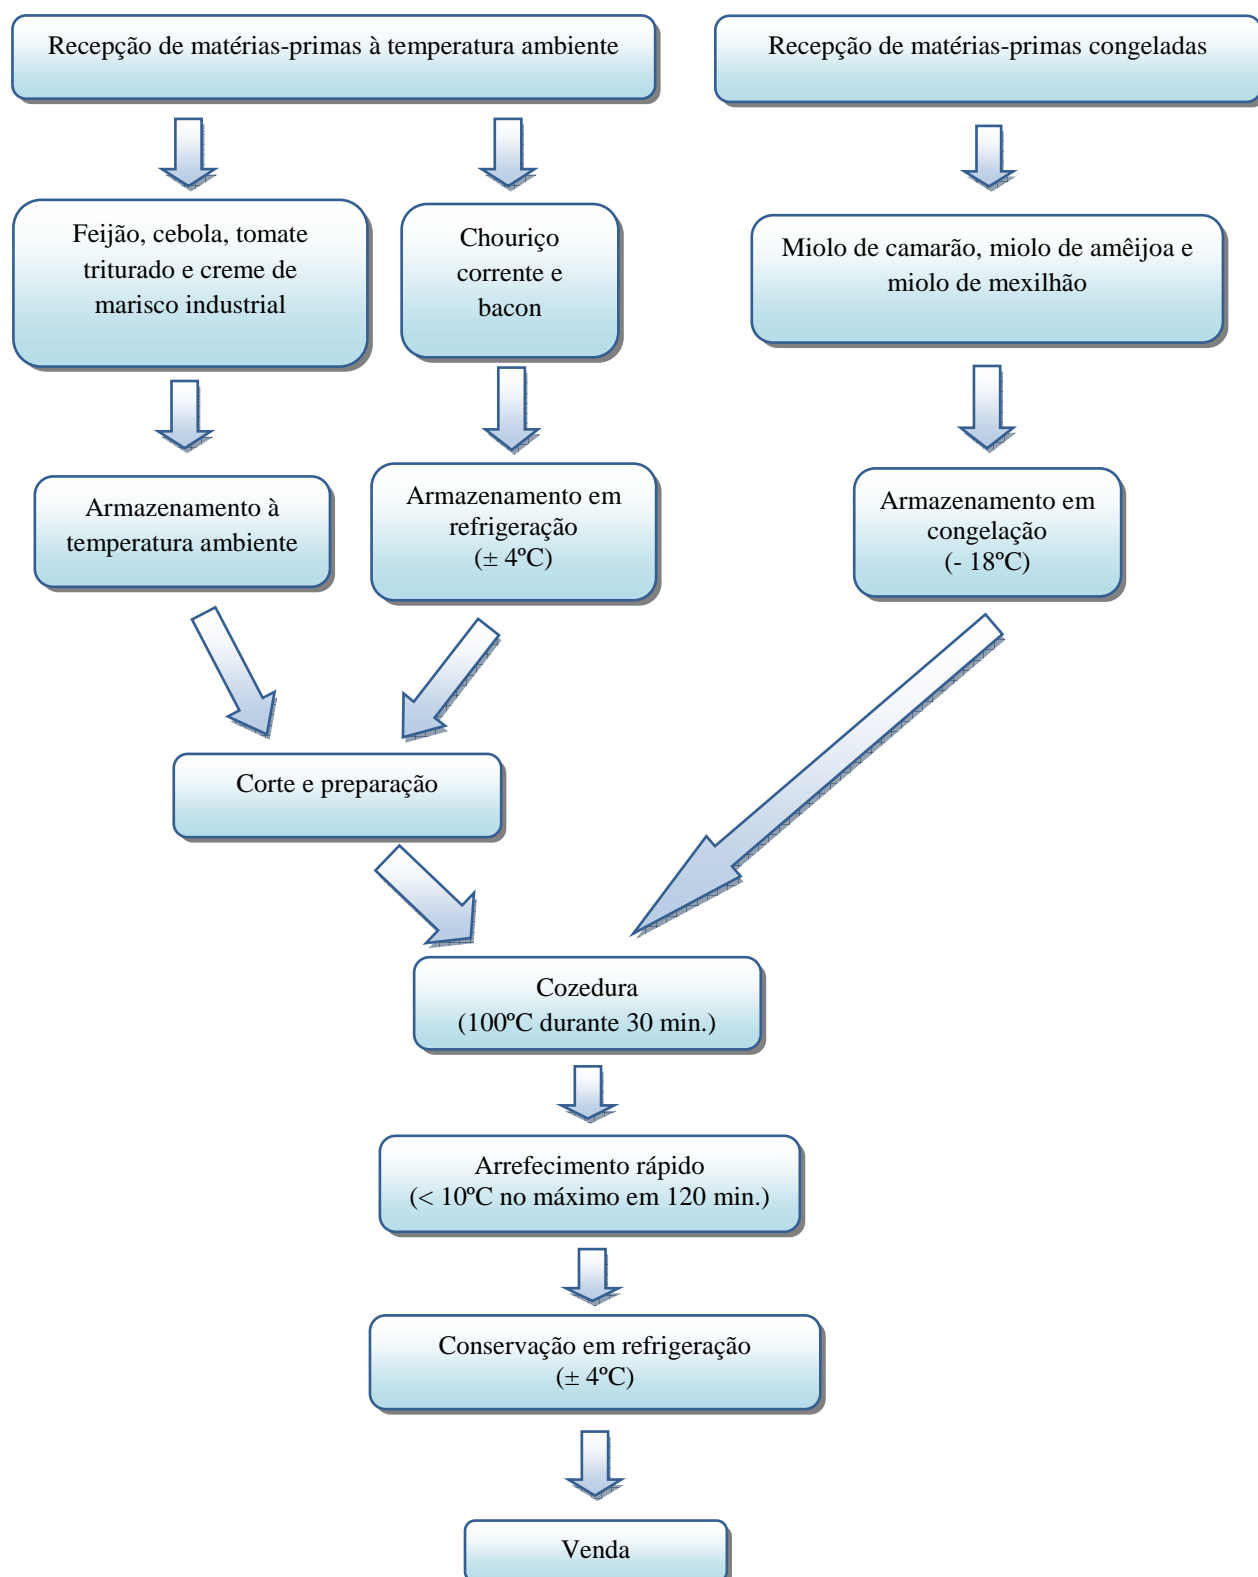 Recepção de matérias-primas à temperatura ambiente
Recepção de matérias-primas congeladas
Feijão, cebola, tomate
triturado e creme de
marisco industrial
Chouriço
corrente e
bacon
Miolo de camarão, miolo de amêijoa e
miolo de mexilhão
Armazenamento à
temperatura ambiente
Armazenamento em
refrigeração
(± 4ºC)
Armazenamento em
congelação
(- 18ºC)
Corte e preparação
Cozedura
(100ºC durante 30 min.)
Arrefecimento rápido
(< 10ºC no máximo em 120 min.)
Conservação em refrigeração
(± 4ºC)
Venda